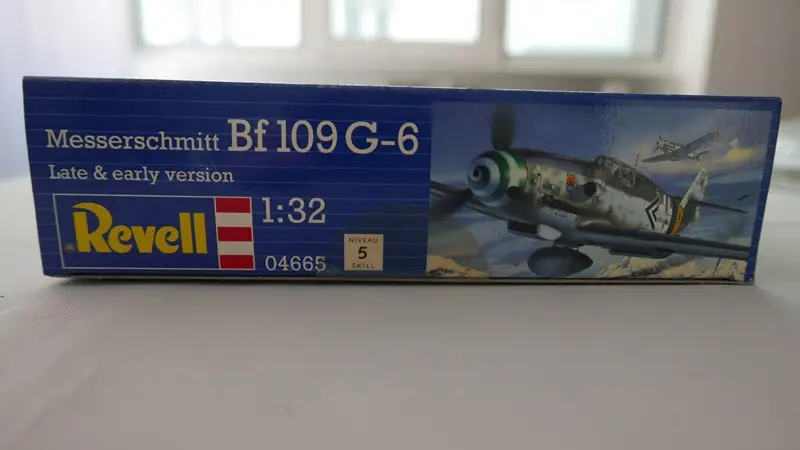 Messerschmitt Bf 109 G-6
Late & early version
Revell
1:32
04665
NIVEAU
5
SKILL